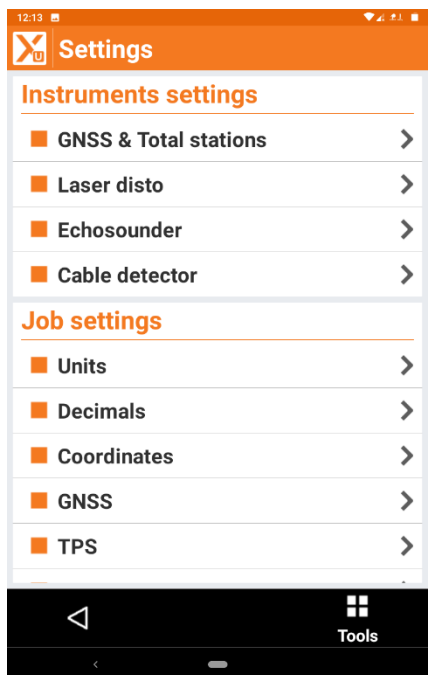 12:13
Settings
Instruments settings
GNSS & Total stations
Laser disto
Echosounder
Cable detector
Job settings
Units
Decimals
Coordinates
GNSS
TPS
Tools